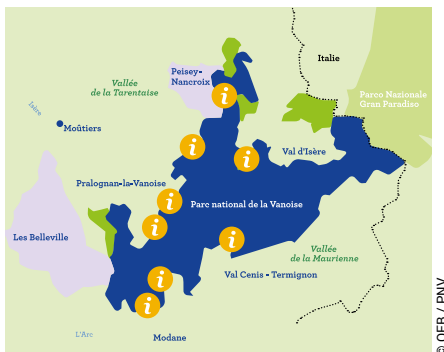 Italie
Peisey-
Nancroix
Vallée
de la Tarentaise
Parco Nazionale
Gran Paradiso
Isère
Moûtiers
Val d'Isère
Pralognan-la-Vanoise
Parc national de la Vanoise
Les Belleville
Vallée
de la Maurienne
Val Cenis - Termignon
L'Arc
Modane
i
i
i
i
i
i
i
i
© OFB / PNV